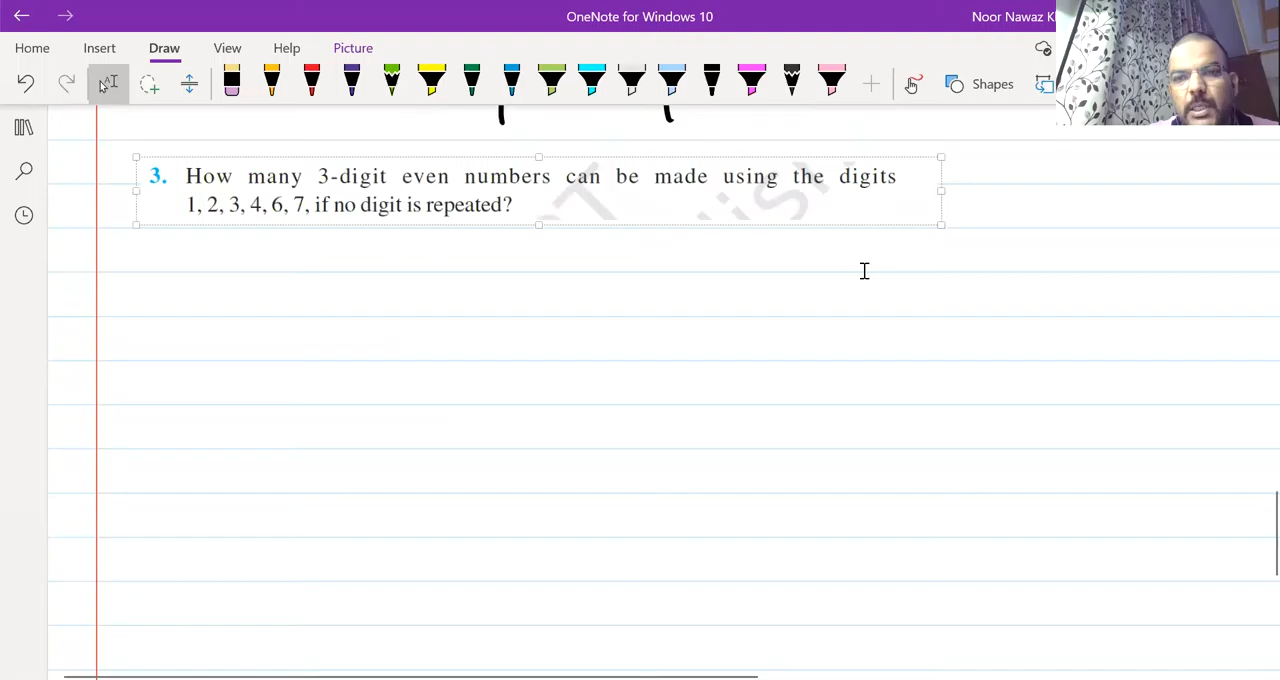 OneNote for Windows 10
Noor Nawaz
Home Insert Draw View Help Picture
Shapes
3. How many 3-digit even numbers can be made using the digits
1, 2, 3, 4, 6, 7, if no digit is repeated?